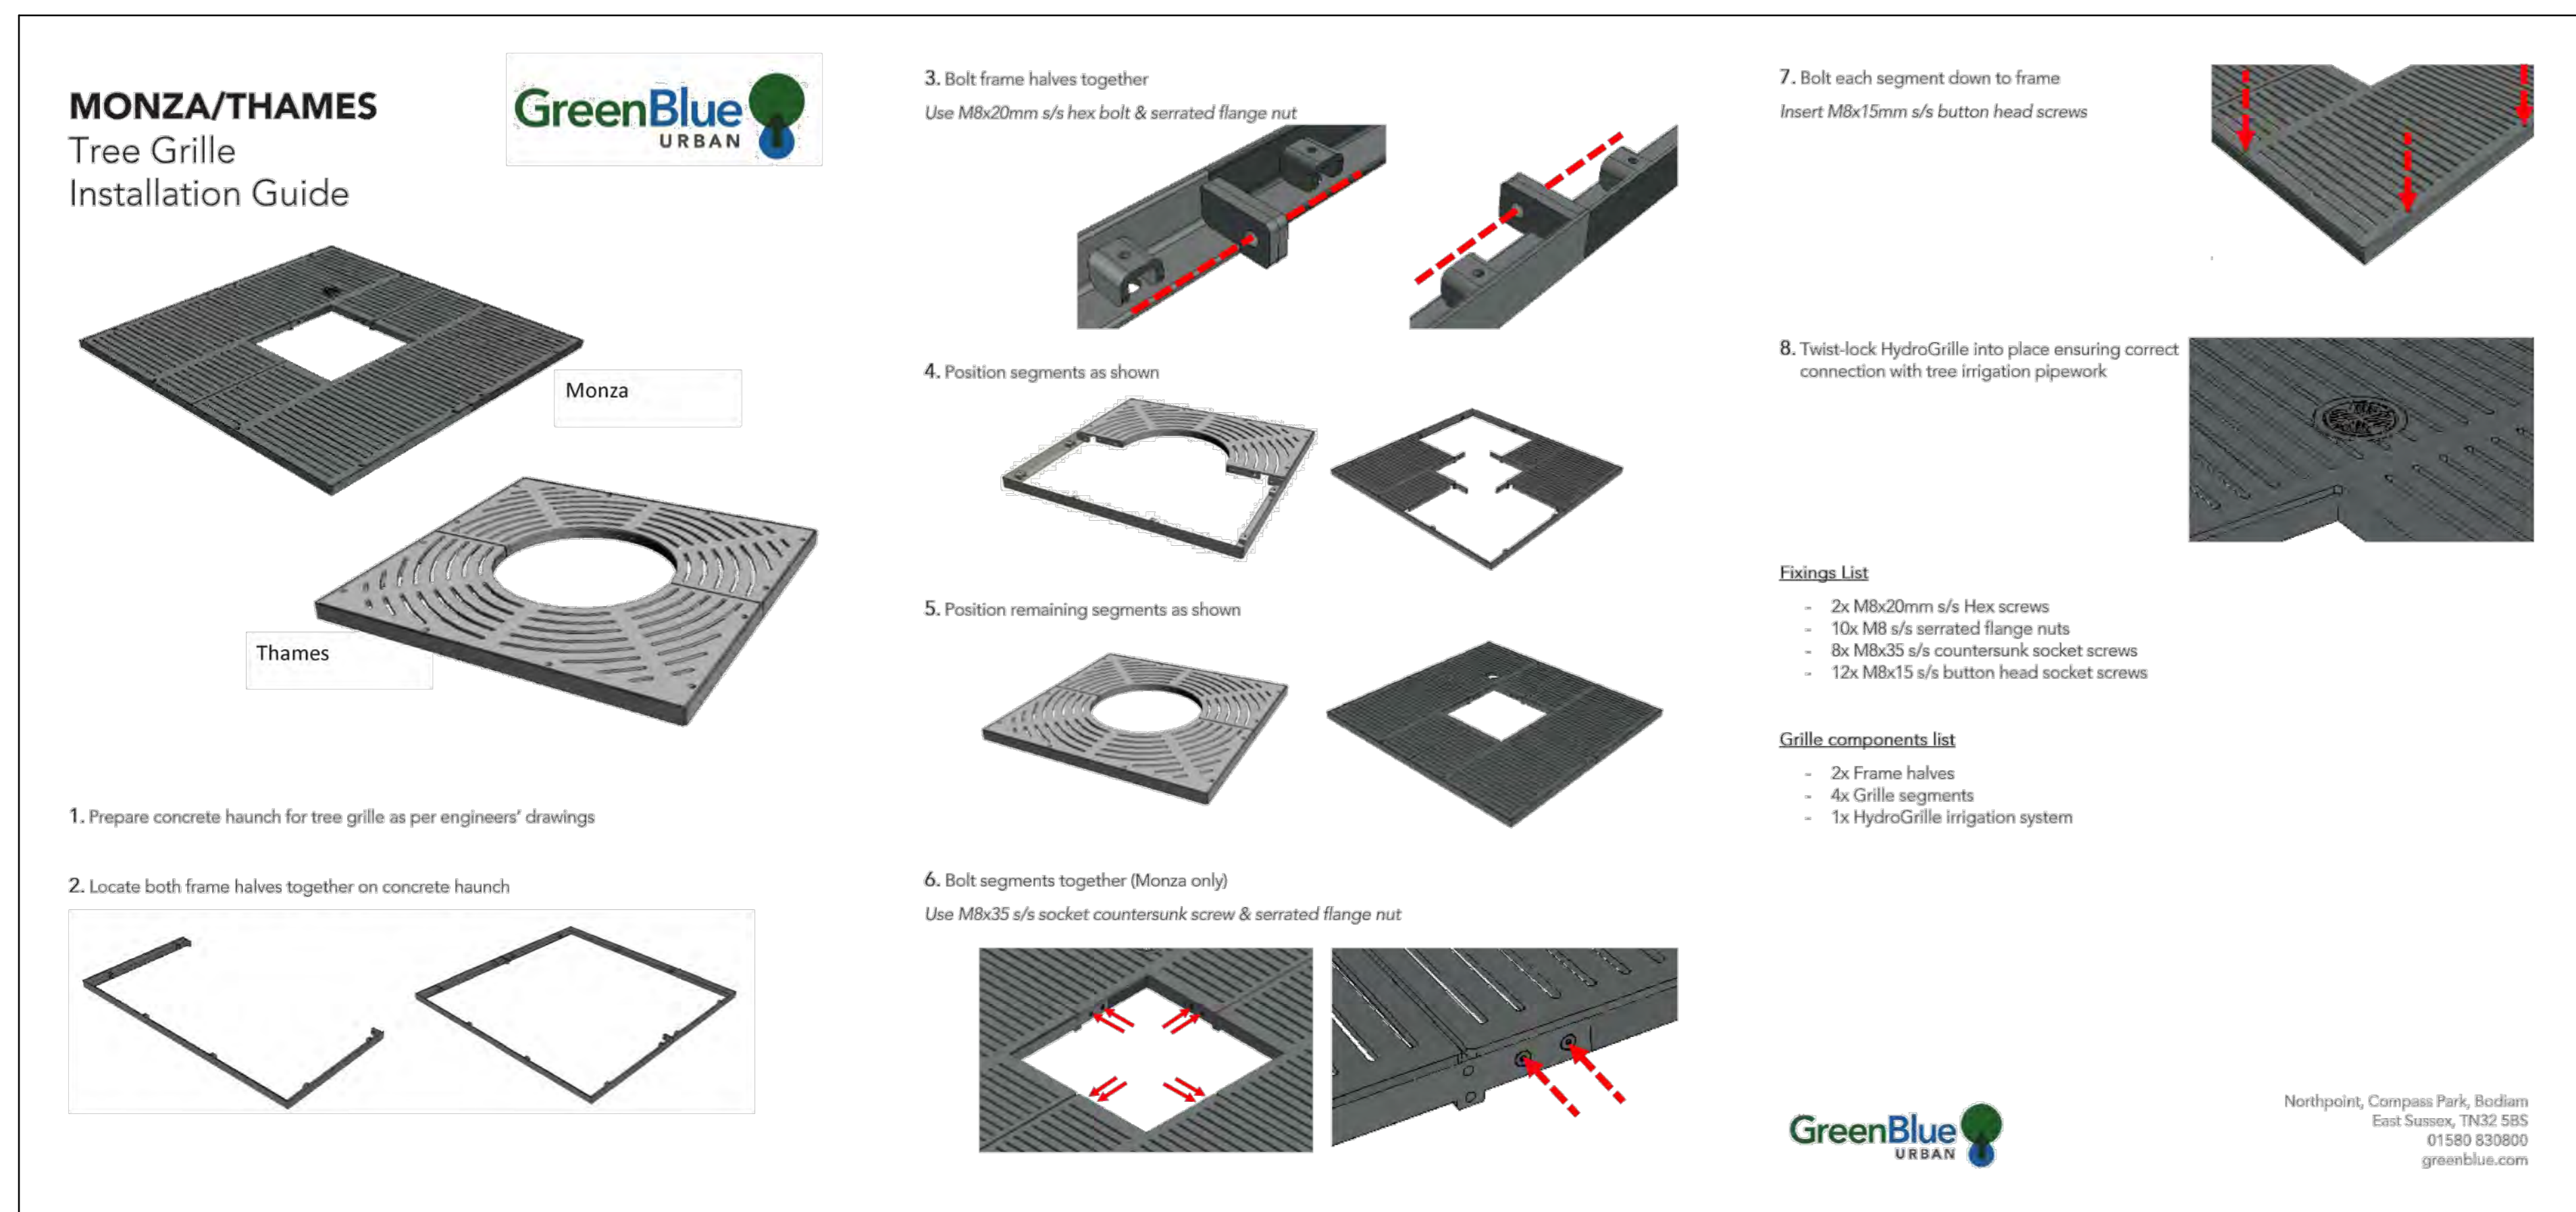 MONZA/THAMES
Tree Grille
Installation Guide
GreenBlue
URBAN
Monza
Thames
1. Prepare concrete haunch for tree grille as per engineers' drawings
2. Locate both frame halves together on concrete haunch
3. Bolt frame halves together
Use M8x20mm s/s hex bolt & serrated flange nut
4. Position segments as shown
5. Position remaining segments as shown
6. Bolt segments together (Monza only)
Use M8x35 s/s socket countersunk screw & serrated flange nut
7. Bolt each segment down to frame
Insert M8x15mm s/s button head screws
8. Twist-lock HydroGrille into place ensuring correct
connection with tree irrigation pipework
Fixings List
- 2x M8x20mm s/s Hex screws
- 10x M8 s/s serrated flange nuts
- 8x M8x35 s/s countersunk socket screws
- 12x M8x15 s/s button head socket screws
Grille components list
- 2x Frame halves
- 4x Grille segments
- 1x HydroGrille irrigation system
GreenBlue
URBAN
Northpoint, Compass Park, Bodiam
East Sussex, TN32 5BS
01580 830800
greenblue.com